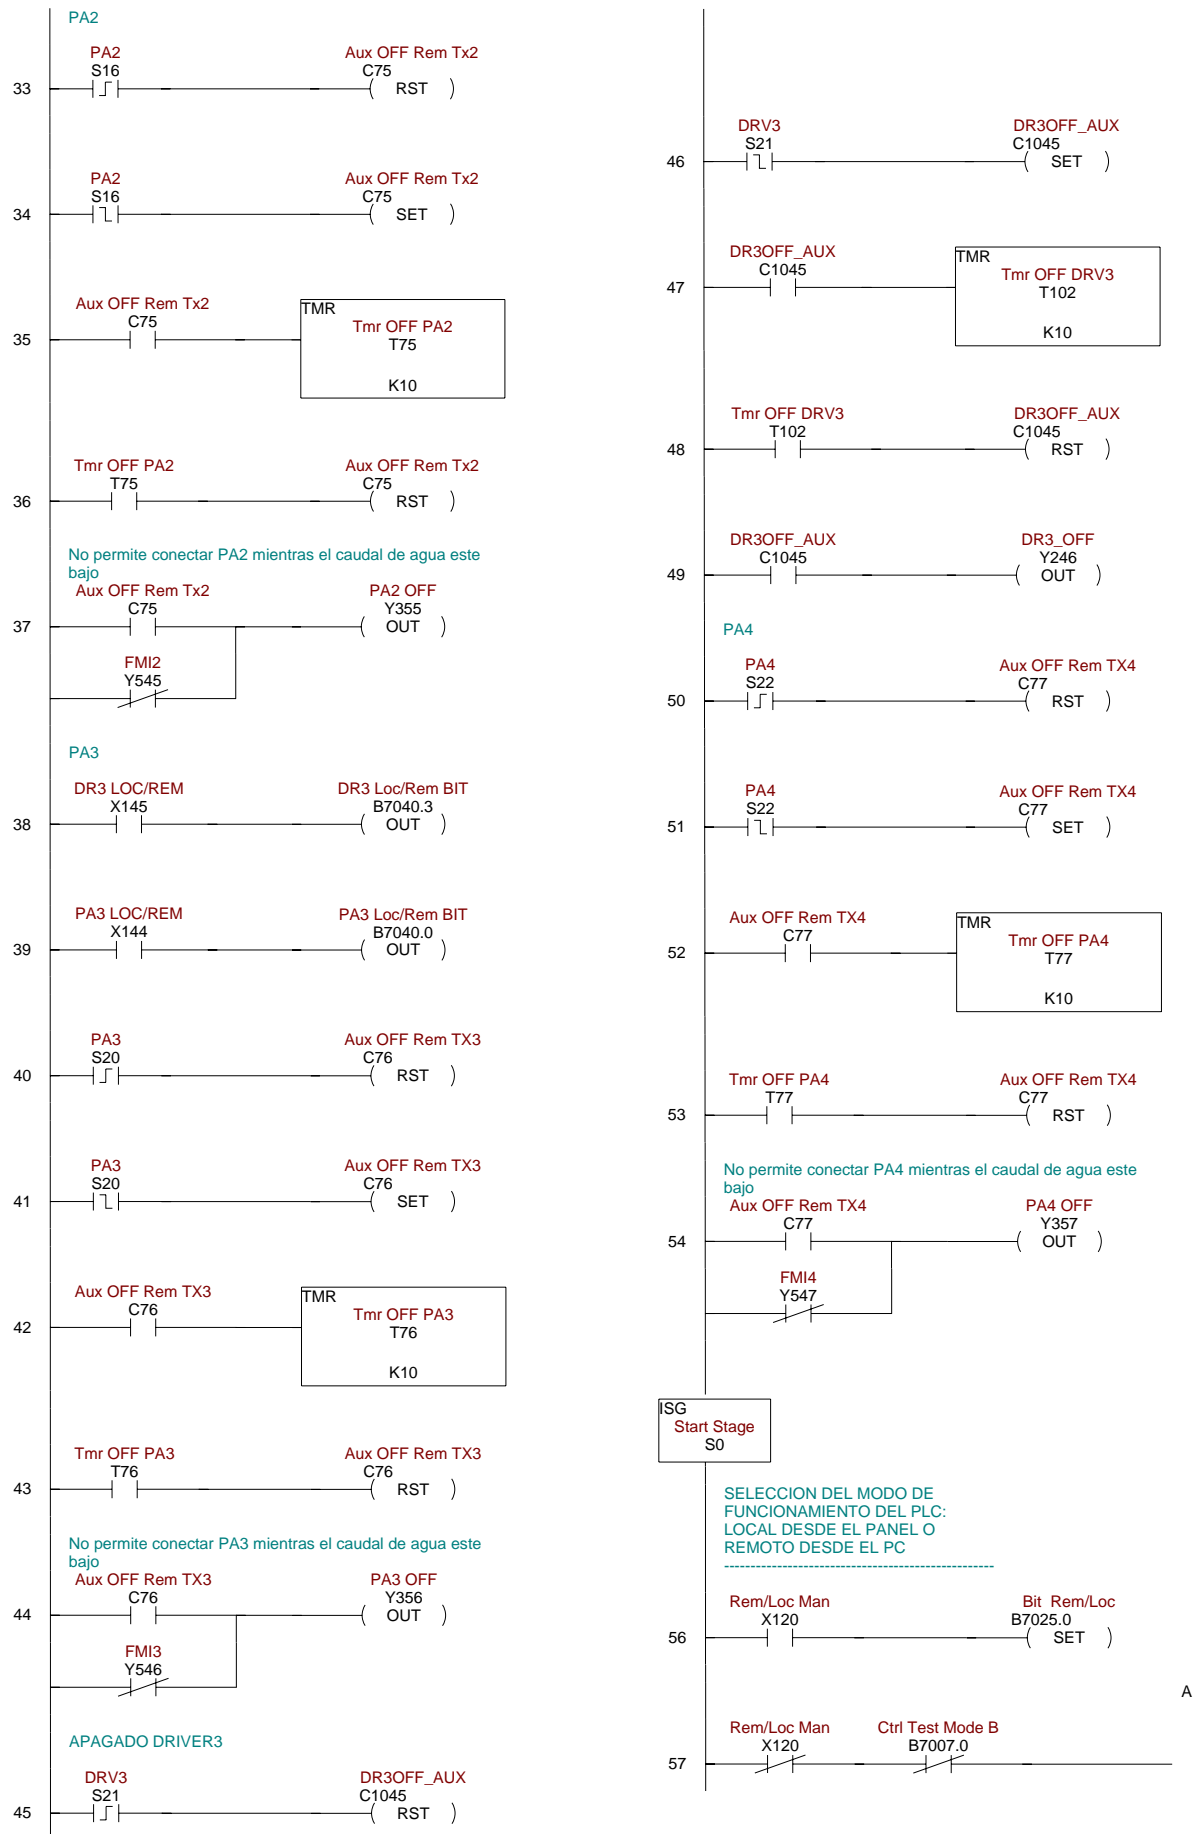 PA2
PA2
Aux OFF Rem Tx2
S16
C75
33
RST
PA2
Aux OFF Rem Tx2
S16
C75
34
SET
Aux OFF Rem Tx2
C75
TMR
Tmr OFF PA2
T75
K10
35
Tmr OFF PA2
Aux OFF Rem Tx2
T75
C75
36
RST
No permite conectar PA2 mientras el caudal de agua este
bajo
Aux OFF Rem Tx2
PA2 OFF
C75
Y355
37
OUT
FMI2
Y545
PA3
DR3 LOC/REM
DR3 Loc/Rem BIT
X145
B7040.3
38
OUT
PA3 LOC/REM
PA3 Loc/Rem BIT
X144
B7040.0
39
OUT
PA3
Aux OFF Rem TX3
S20
C76
40
RST
PA3
Aux OFF Rem TX3
S20
C76
41
SET
Aux OFF Rem TX3
C76
TMR
Tmr OFF PA3
T76
K10
42
Tmr OFF PA3
Aux OFF Rem TX3
T76
C76
43
RST
No permite conectar PA3 mientras el caudal de agua este
bajo
Aux OFF Rem TX3
PA3 OFF
C76
Y356
44
OUT
FMI3
Y546
APAGADO DRIVER3
DRV3
DR3OFF_AUX
S21
C1045
45
RST
DRV3
DR3OFF_AUX
S21
C1045
46
SET
DR3OFF_AUX
C1045
TMR
Tmr OFF DRV3
T102
K10
47
Tmr OFF DRV3
DR3OFF_AUX
T102
C1045
48
RST
DR3OFF_AUX
DR3_OFF
C1045
Y246
49
OUT
PA4
PA4
Aux OFF Rem TX4
S22
C77
50
RST
PA4
Aux OFF Rem TX4
S22
C77
51
SET
Aux OFF Rem TX4
C77
TMR
Tmr OFF PA4
T77
K10
52
Tmr OFF PA4
Aux OFF Rem TX4
T77
C77
53
RST
No permite conectar PA4 mientras el caudal de agua este
bajo
Aux OFF Rem TX4
PA4 OFF
C77
Y357
54
OUT
FMI4
Y547
ISG
Start Stage
S0
SELECCION DEL MODO DE
FUNCIONAMIENTO DEL PLC:
LOCAL DESDE EL PANEL O
REMOTO DESDE EL PC
---------------------------------------------------
Rem/Loc Man
Bit Rem/Loc
X120
B7025.0
56
SET
A
Rem/Loc Man
Ctrl Test Mode B
X120
B7007.0
57